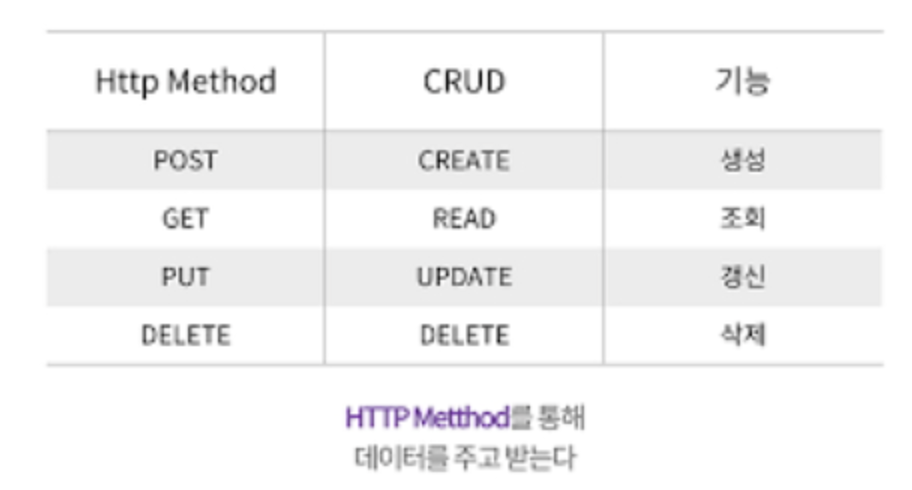 Http Method CRUD 기능
POST CREATE 생성
GET READ 조회
PUT UPDATE 갱신
DELETE DELETE 삭제
HTTP Metthod를 통해
데이터를 주고 받는다